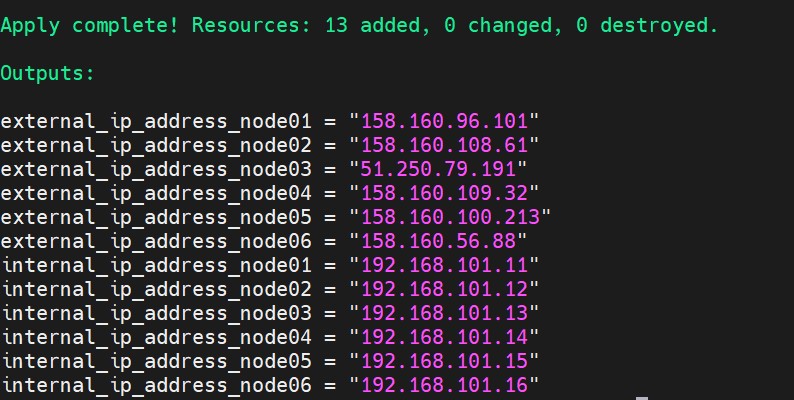 Apply complete! Resources: 13 added, 0 changed, 0 destroyed.
Outputs:
external_ip_address_node01 = "158.160.96.101"
external_ip_address_node02 = "158.160.108.61"
external_ip_address_node03 = "51.250.79.191"
external_ip_address_node04 = "158.160.109.32"
external_ip_address_node05 = "158.160.100.213"
external_ip_address_node06 = "158.160.56.88"
internal_ip_address_node01 = "192.168.101.11"
internal_ip_address_node02 = "192.168.101.12"
internal_ip_address_node03 = "192.168.101.13"
internal_ip_address_node04 = "192.168.101.14"
internal_ip_address_node05 = "192.168.101.15"
internal_ip_address_node06 = "192.168.101.16"